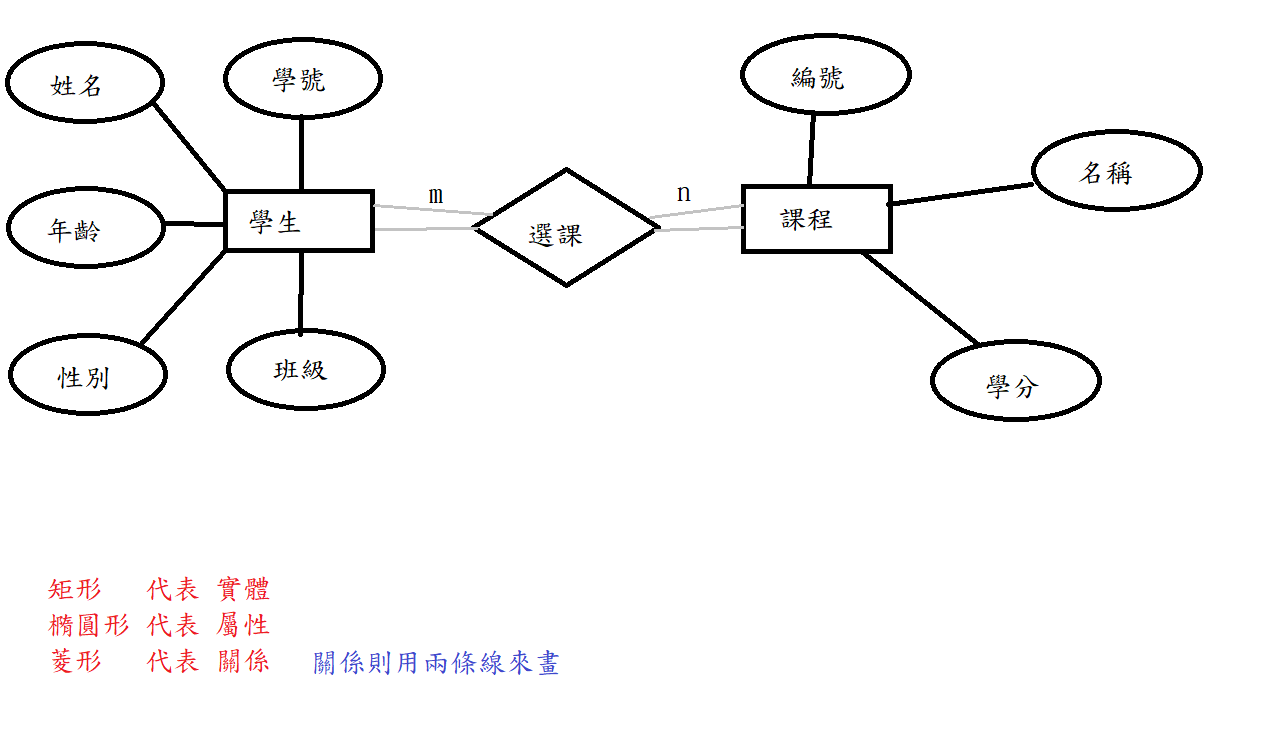 姓名
學號
編號
名稱
m
n
年齡
學生
選課
課程
性別
班級
學分
矩形 代表 實體
橢圓形 代表 屬性
菱形 代表 關係
關係則用兩條線來畫